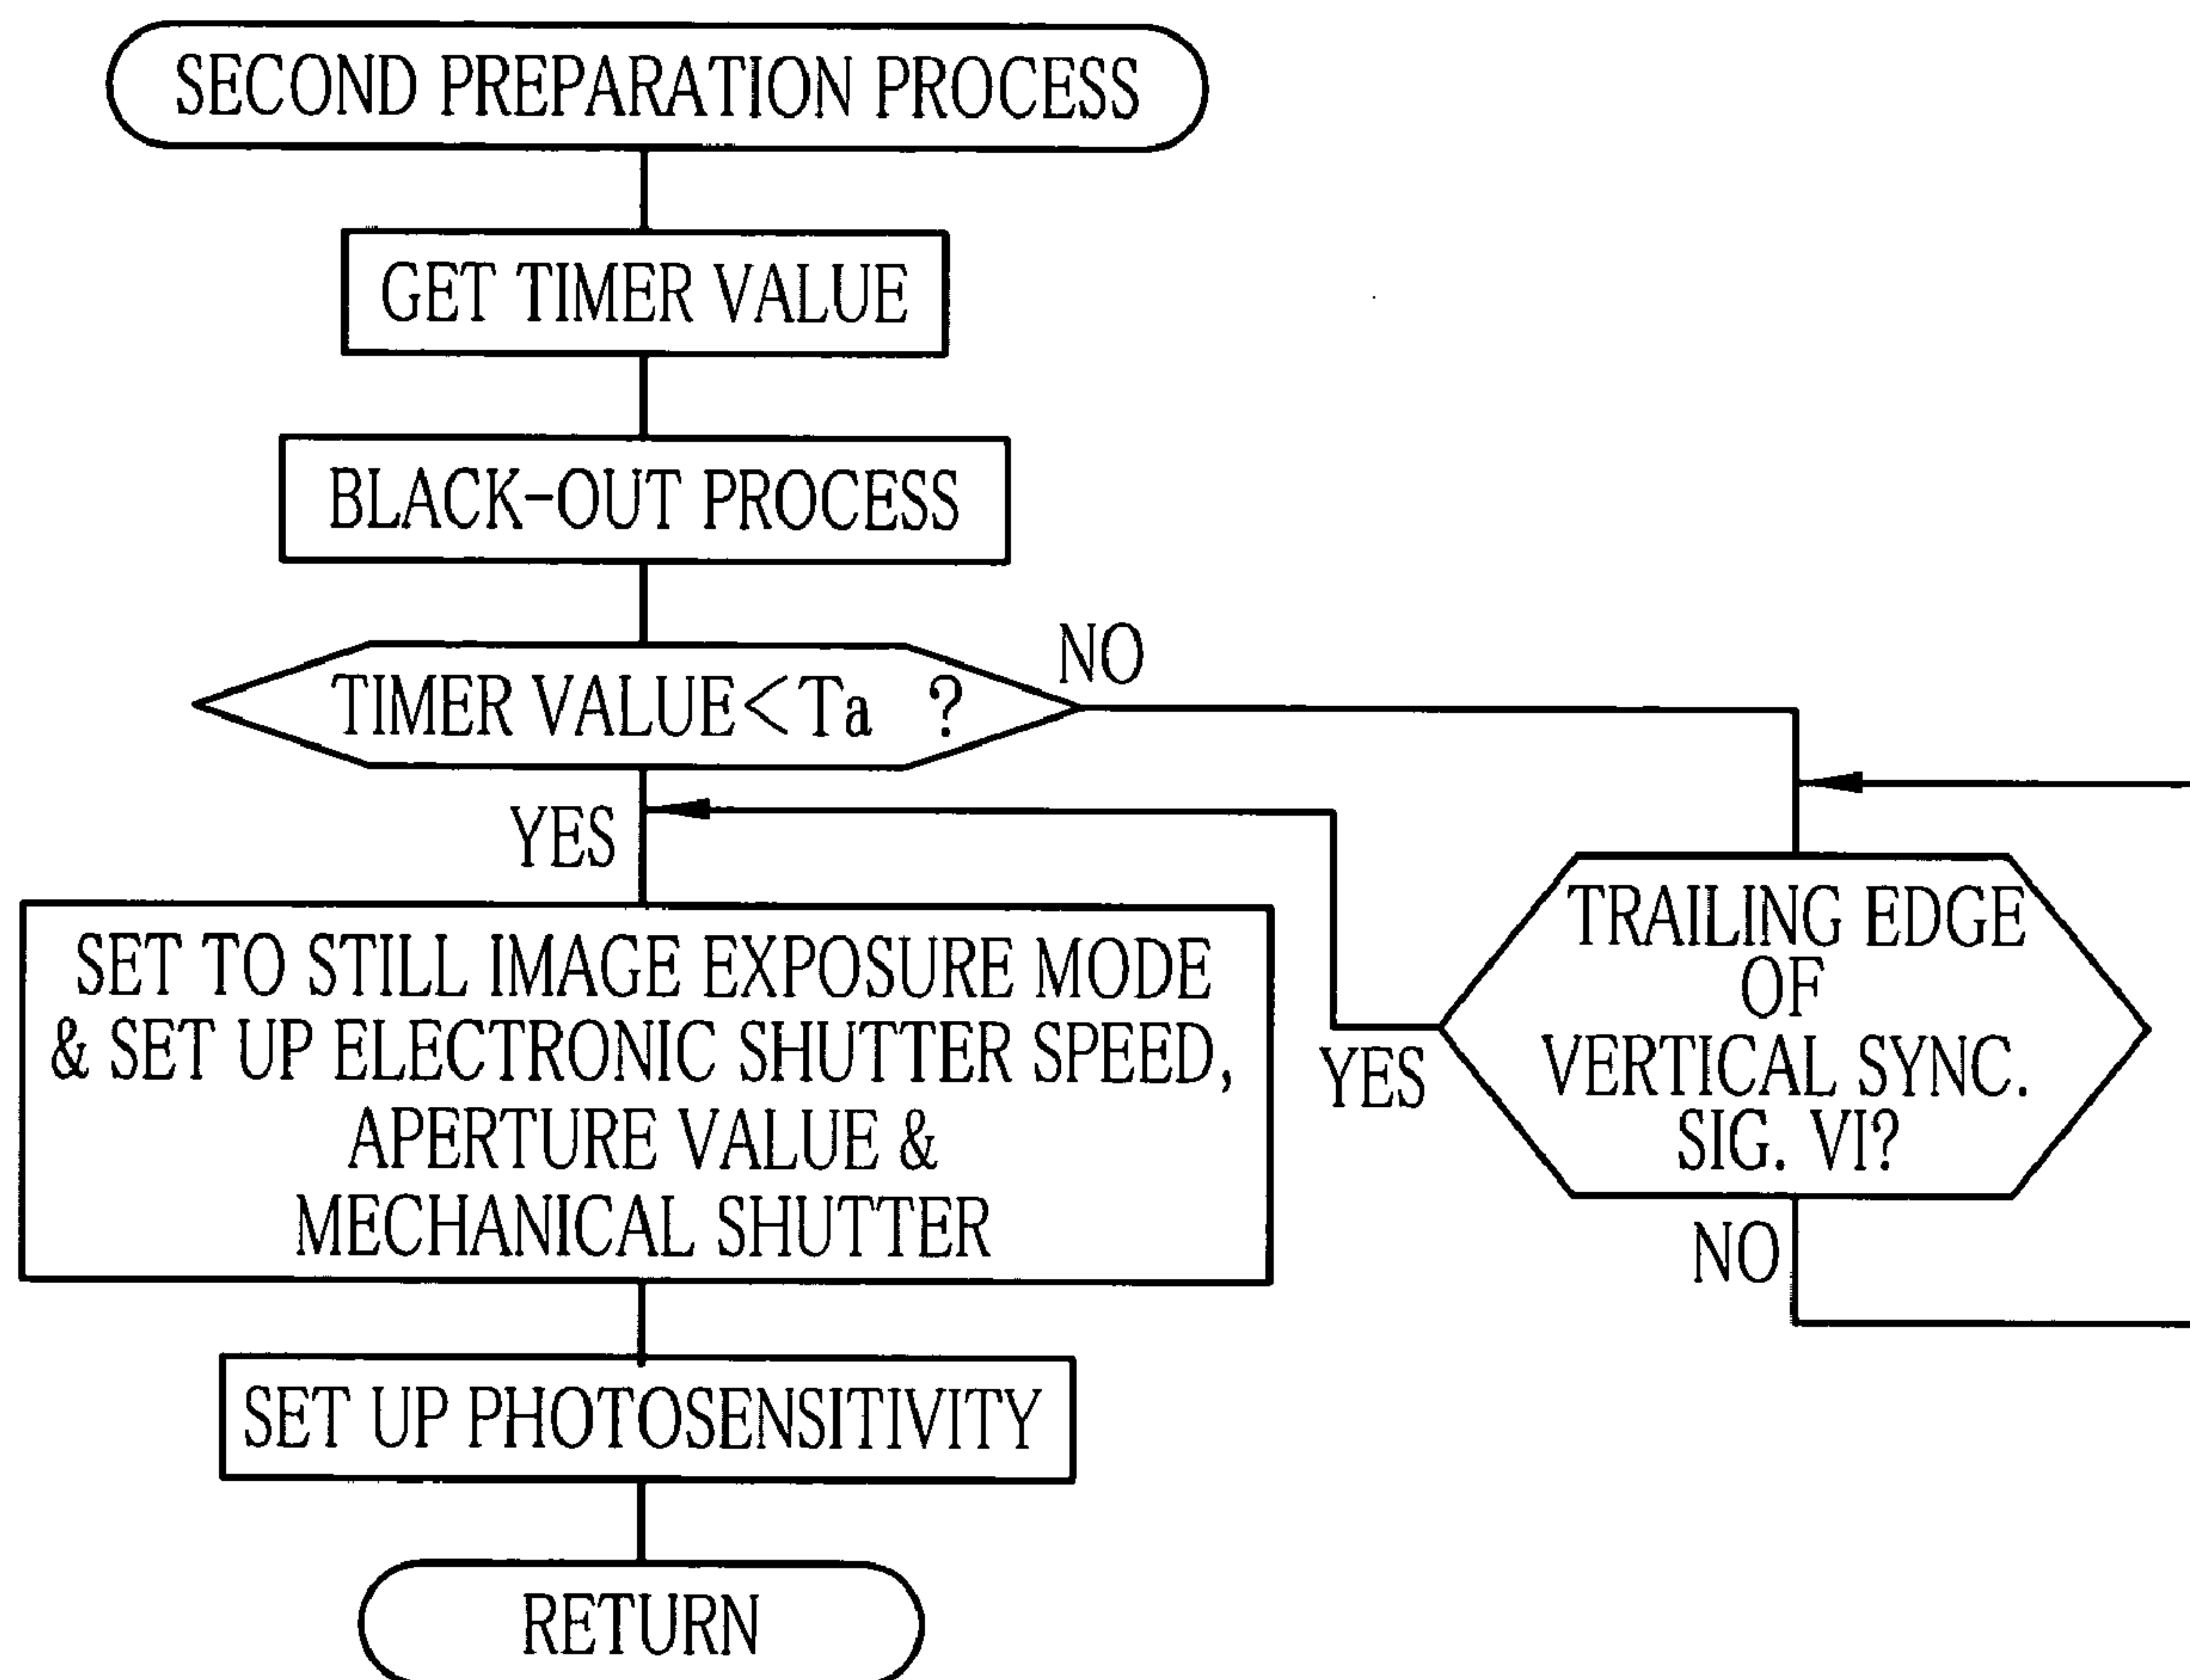 SECOND PREPARATION PROCESS
GET TIMER VALUE
BLACK-OUT PROCESS
TIMER VALUE<Ta ?
NO
YES
SET TO STILL IMAGE EXPOSURE MODE
& SET UP ELECTRONIC SHUTTER SPEED,
APERTURE VALUE &
MECHANICAL SHUTTER
TRAILING EDGE
OF
VERTICAL SYNC.
SIG. VI?
YES
NO
SET UP PHOTOSENSITIVITY
RETURN